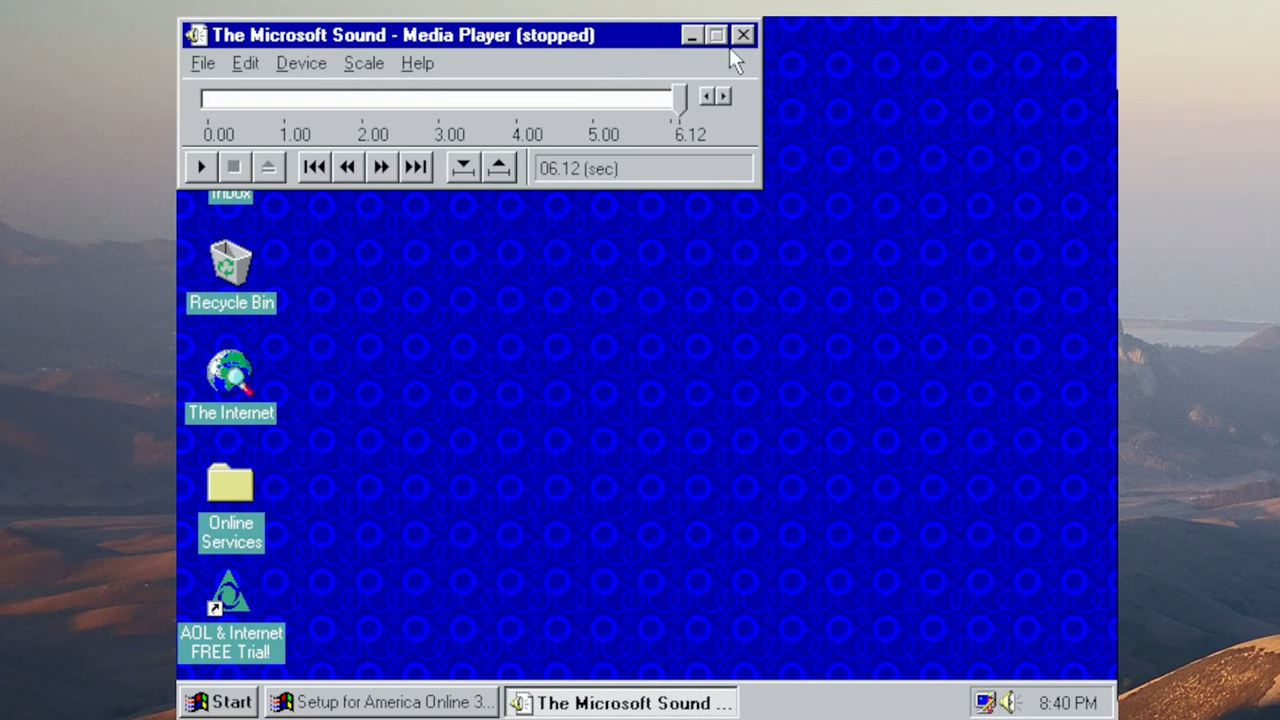 The Microsoft Sound - Media Player (stopped)
File Edit Device Scale Help
0.00 1.00 2.00 3.00 4.00 5.00 6.12
06.12 (sec)
Inbox
Recycle Bin
The Internet
Online
Services
AOL & Internet
FREE Trial!
Start Setup for America Online 3... The Microsoft Sound ... 8:40 PM